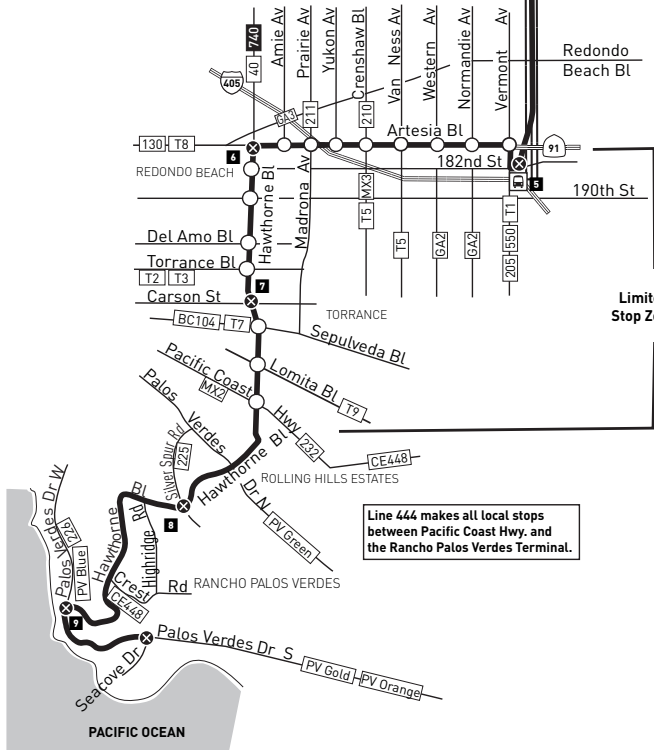 740
40
Amie Av
Prairie Av
Yukon Av
Crenshaw Bl
Van Ness Av
Western Av
Normandie Av
Vermont Av
Redondo
Beach Bl
405
GA3
211
210
Artesia Bl
130
T8
6
91
182nd St
5
REDONDO BEACH
190th St
Hawthorne Bl
Madrona Av
T5
MX3
T5
GA2
GA2
205
550
T1
Del Amo Bl
Torrance Bl
T2
T3
7
Carson St
Limit
Stop Z
BC104
T7
TORRANCE
Sepulveda Bl
Pacific Coast
Hwy
MX2
Lomita Bl
T9
232
CE448
Palos
Verdes
Dr N
Silver Spur Rd
225
Hawthorne Bl
ROLLING HILLS ESTATES
PV Green
8
Line 444 makes all local stops
between Pacific Coast Hwy. and
the Rancho Palos Verdes Terminal.
Palos Verdes Dr W
226
PV Blue
Hawthorne
Bl
Highridge
Rd
Crest
Rd
CE448
RANCHO PALOS VERDES
9
Palos Verdes Dr S
PV Gold
PV Orange
Seacove Dr
PACIFIC OCEAN